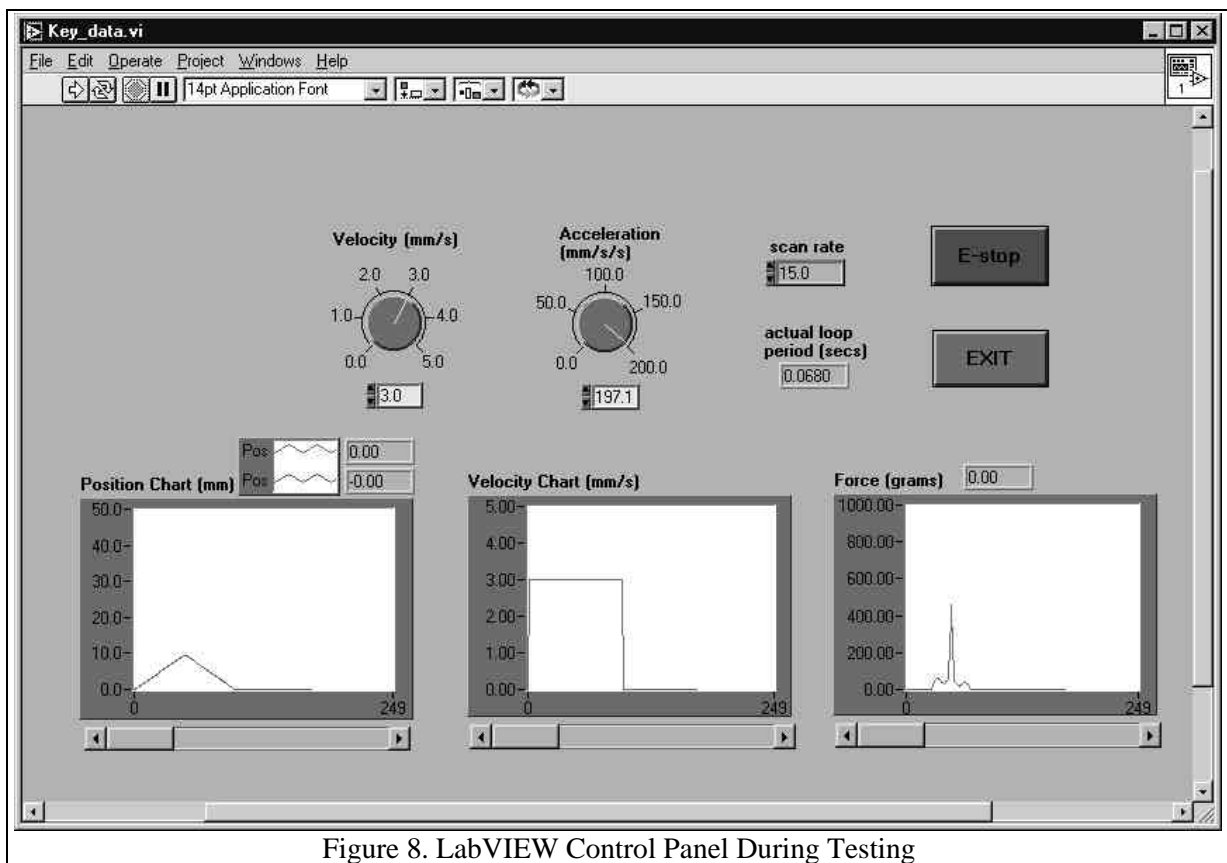 Key_data.vi
File Edit Operate Project Windows Help
14pt Application Font
1
Velocity (mm/s)
2.0 3.0
1.0 4.0
0.0 5.0
3.0
Acceleration
(mm/s/s)
100.0
50.0 150.0
0.0 200.0
197.1
scan rate
15.0
E-stop
actual loop
period (secs)
0.0680
EXIT
Pos 0.00
Pos -0.00
Position Chart (mm)
50.0
40.0
30.0
20.0
10.0
0.0
0 249
Velocity Chart (mm/s)
5.00
4.00
3.00
2.00
1.00
0.00
0 249
Force (grams) 0.00
1000.00
800.00
600.00
400.00
200.00
0.00
0 249
Figure 8. LabVIEW Control Panel During Testing